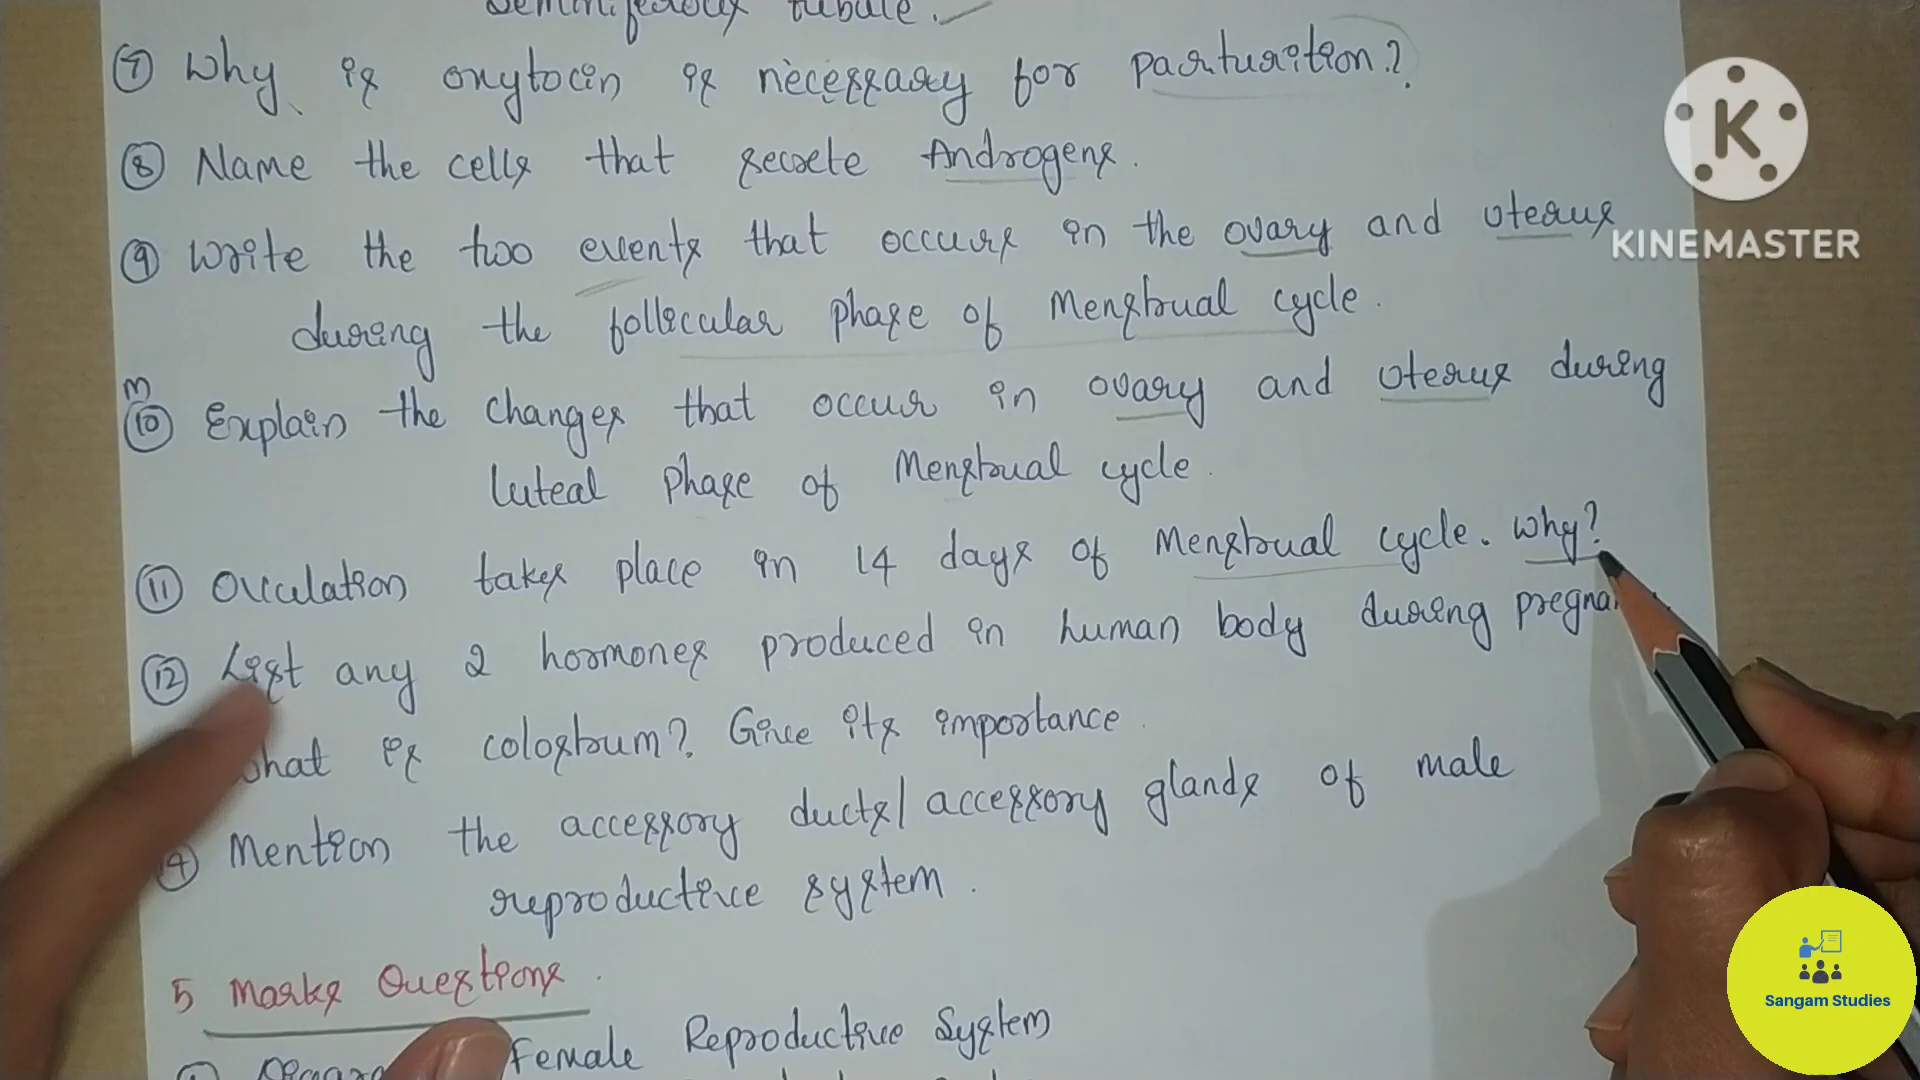 Seminiferous tubule.
⑦ Why is oxytocin is necessary for parturition?
⑧ Name the cells that secrete Androgens.
⑨ Write the two events that occurs in the ovary and uterus
during the follicular phase of Menstrual cycle.
M
⑩ Explain the changes that occur in ovary and uterus during
luteal phase of Menstrual cycle.
⑪ Ovulation takes place in 14 days of Menstrual cycle. Why?
⑫ List any 2 hormones produced in human body during
What is colostrum? Give its importance.
Mention the accessory ducts/accessory glands of male
reproductive system.
5 Marks Questions.
Female Reproductive System
K
KINEMASTER
Sangam Studies